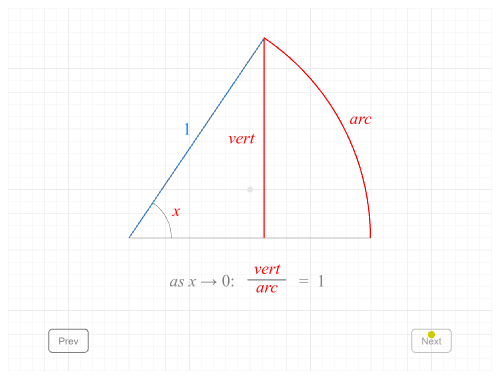 1
vert
arc
x
as x → 0: vert/arc = 1
Prev
Next